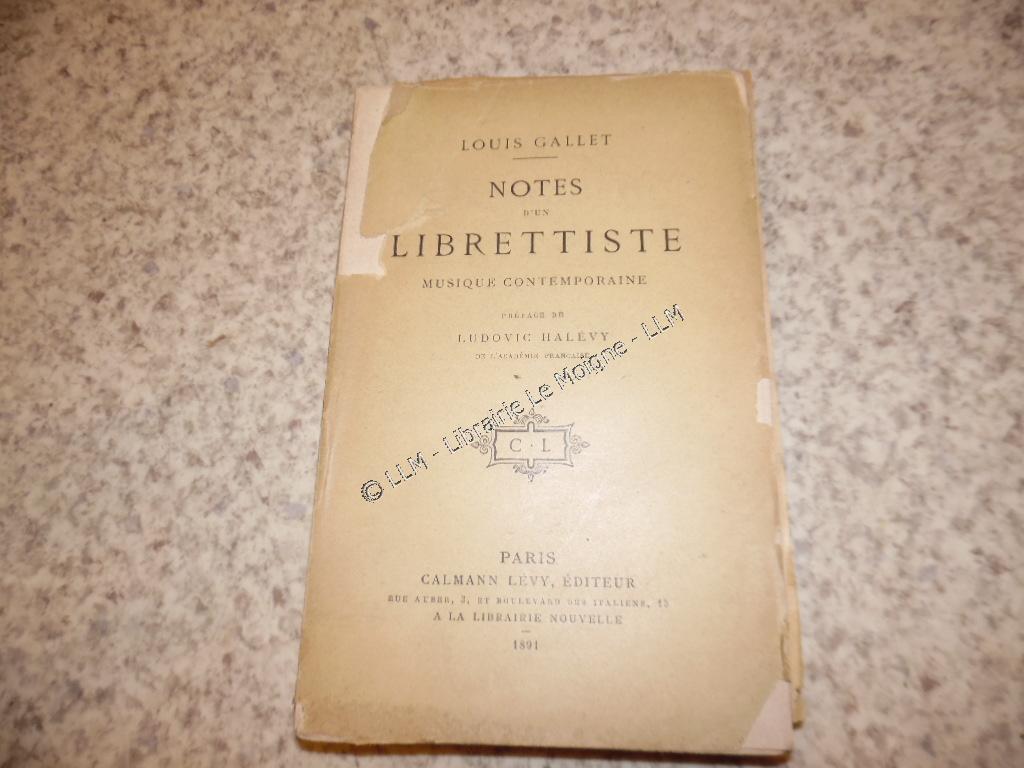 LOUIS GALLET
NOTES
D'UN
LIBRETTISTE
MUSIQUE CONTEMPORAINE
PRÉFACE DE
LUDOVIC HALÉVY
DE L'ACADÉMIE FRANÇAISE
© LLM - Librairie Le Moigne - LLM
C · L
PARIS
CALMANN LÉVY, ÉDITEUR
RUE AUBER, 3, ET BOULEVARD DES ITALIENS, 15
A LA LIBRAIRIE NOUVELLE
1891